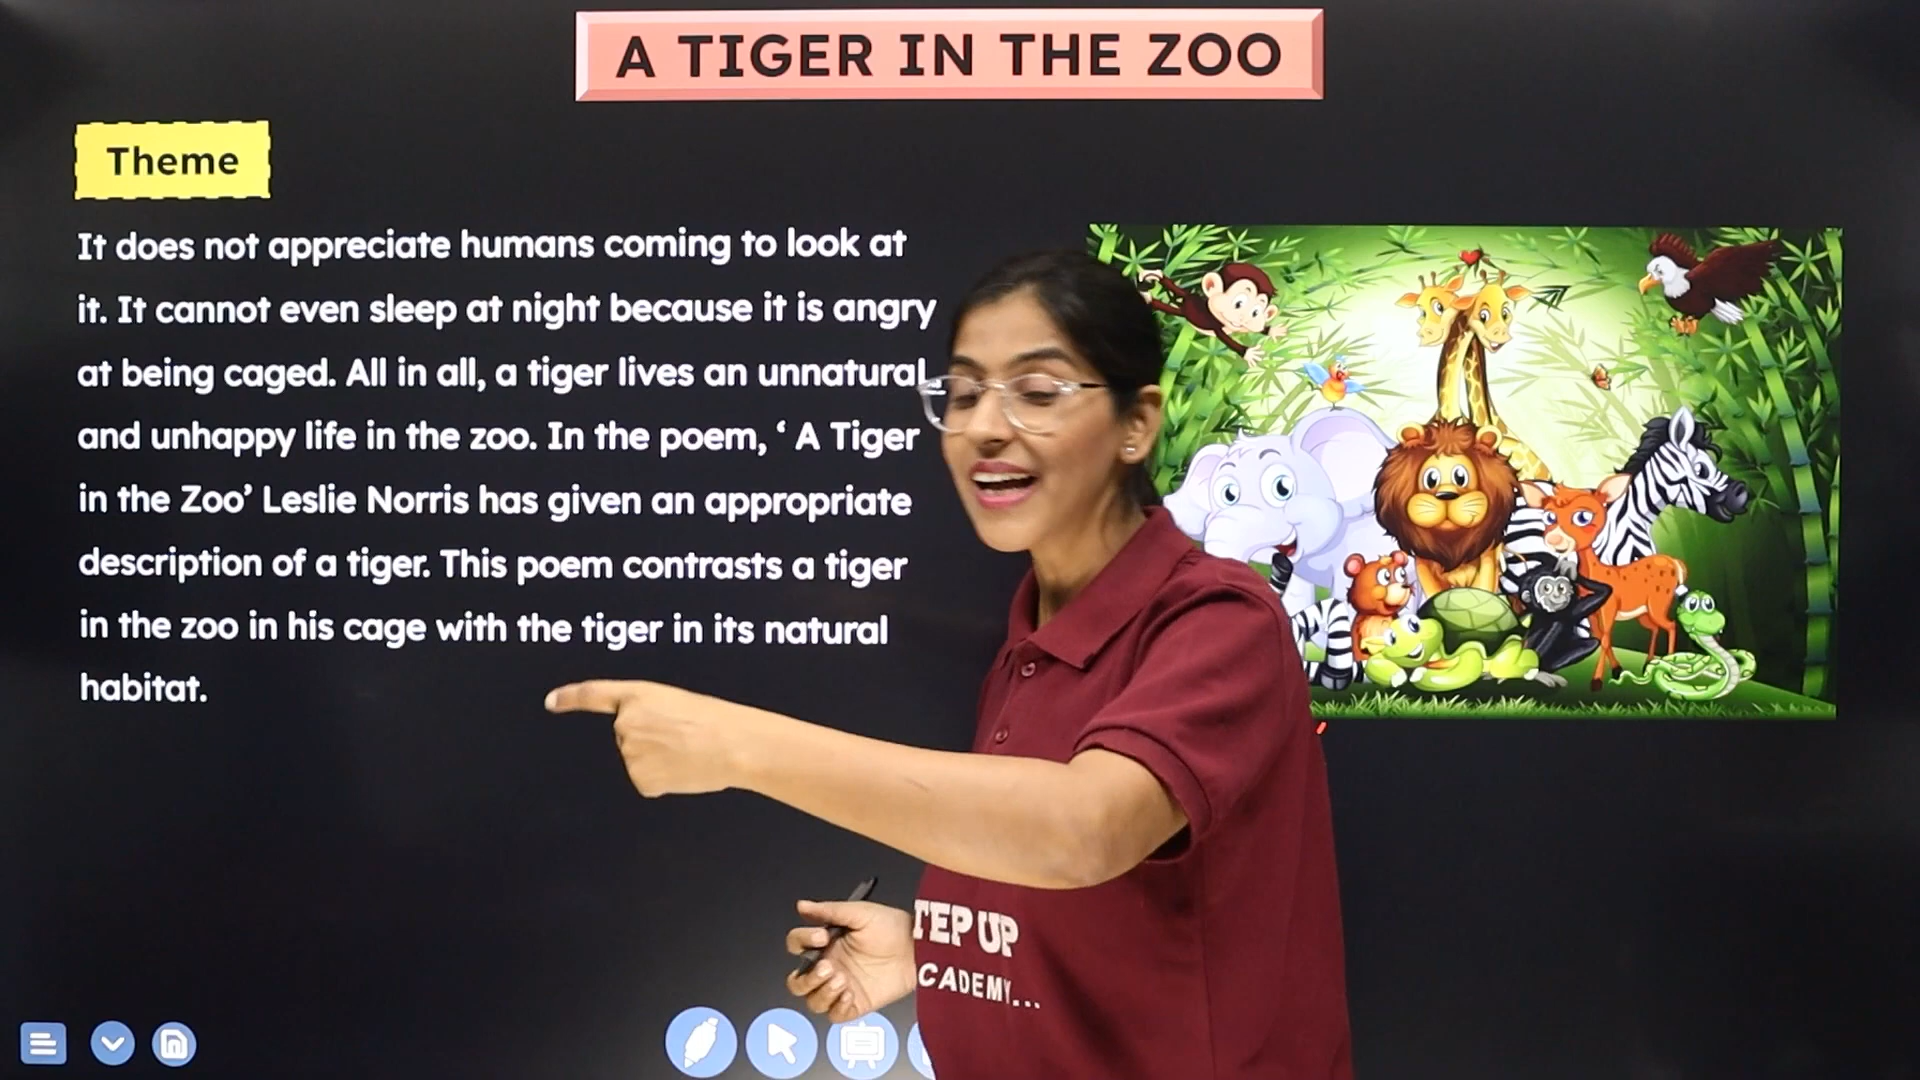 A TIGER IN THE ZOO
Theme
It does not appreciate humans coming to look at
it. It cannot even sleep at night because it is angry
at being caged. All in all, a tiger lives an unnatural
and unhappy life in the zoo. In the poem, ‘ A Tiger
in the Zoo’ Leslie Norris has given an appropriate
description of a tiger. This poem contrasts a tiger
in the zoo in his cage with the tiger in its natural
habitat.
TEP UP
CADEMY...